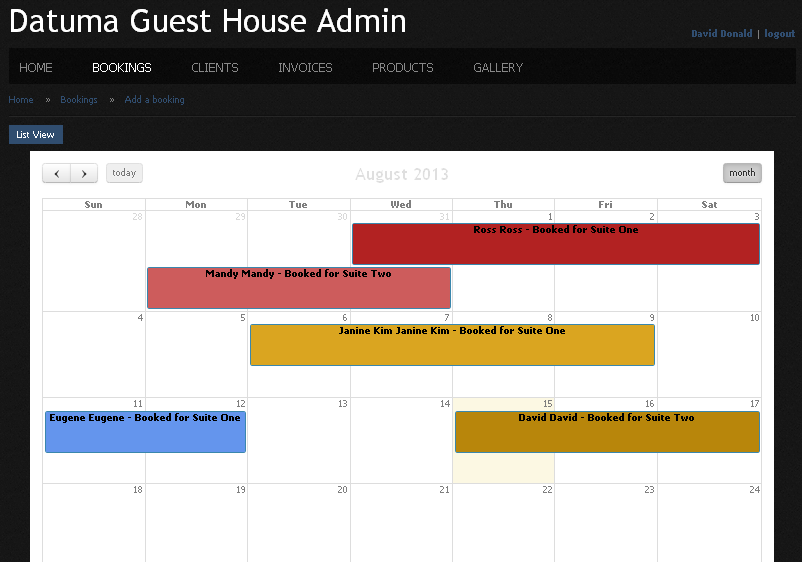 Datuma Guest House Admin
David Donald | logout
HOME BOOKINGS CLIENTS INVOICES PRODUCTS GALLERY
Home » Bookings » Add a booking
List View
today August 2013 month
Sun Mon Tue Wed Thu Fri Sat
28 29 30 31 1 2 3
Ross Ross - Booked for Suite One
Mandy Mandy - Booked for Suite Two
4 5 6 7 8 9 10
Janine Kim Janine Kim - Booked for Suite One
11 12 13 14 15 16 17
Eugene Eugene - Booked for Suite One David David - Booked for Suite Two
18 19 20 21 22 23 24